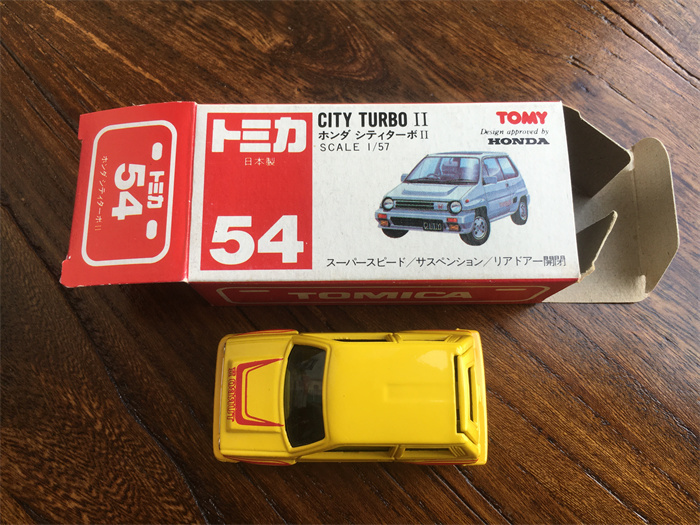 トミカ
54
ホンダ シティターボII
トミカ
日本製
54
CITY TURBO II
ホンダ シティターボII
SCALE 1/57
TOMY
Design approved by
HONDA
スーパースピード/サスペンション/リアドアー開閉
TOMICA